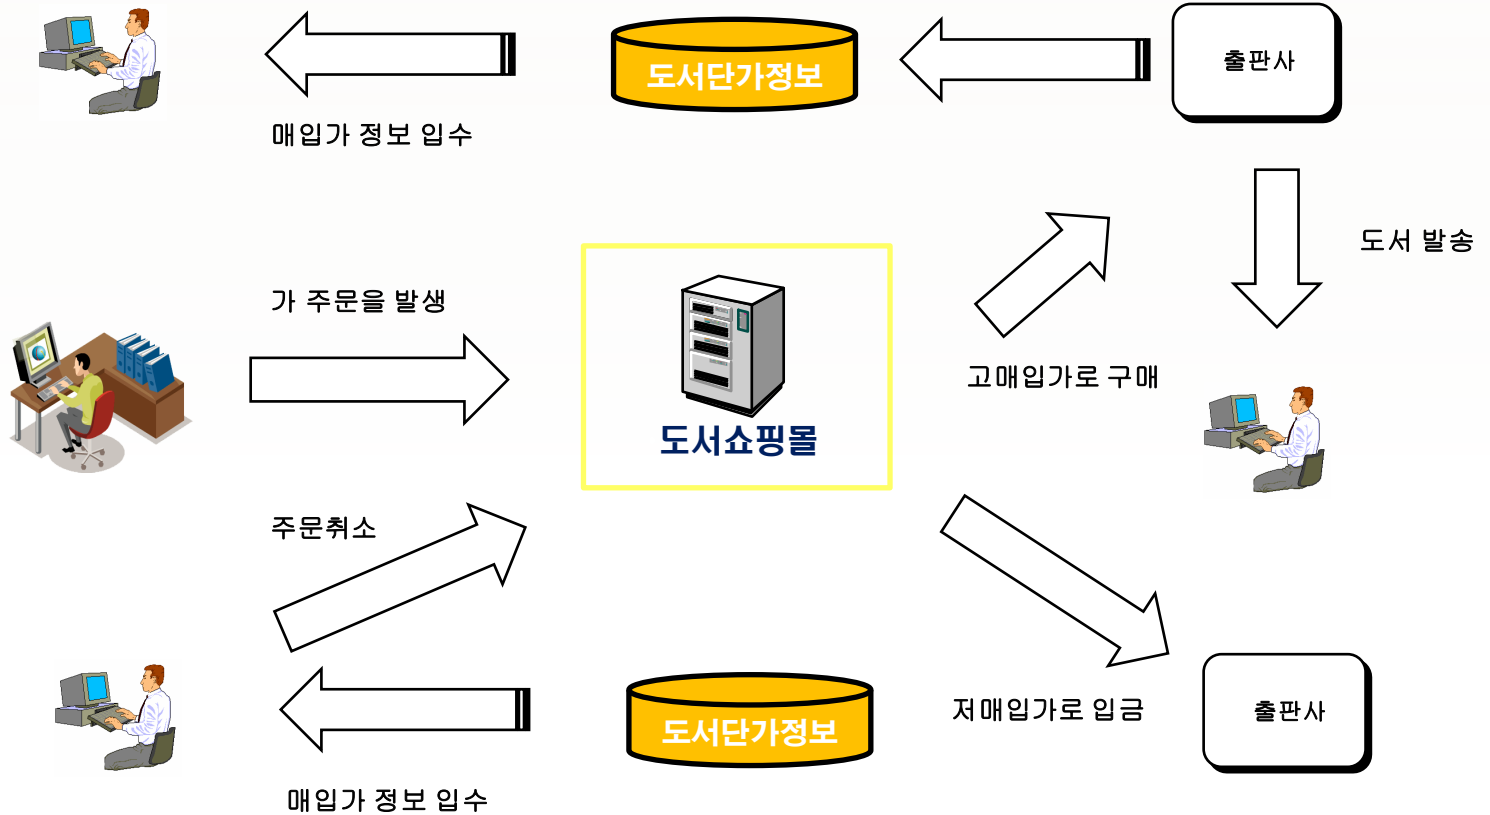 도서단가정보
출판사
매입가 정보 입수
도서 발송
가 주문을 발생
고매입가로 구매
도서쇼핑몰
주문취소
저매입가로 입금
출판사
도서단가정보
매입가 정보 입수